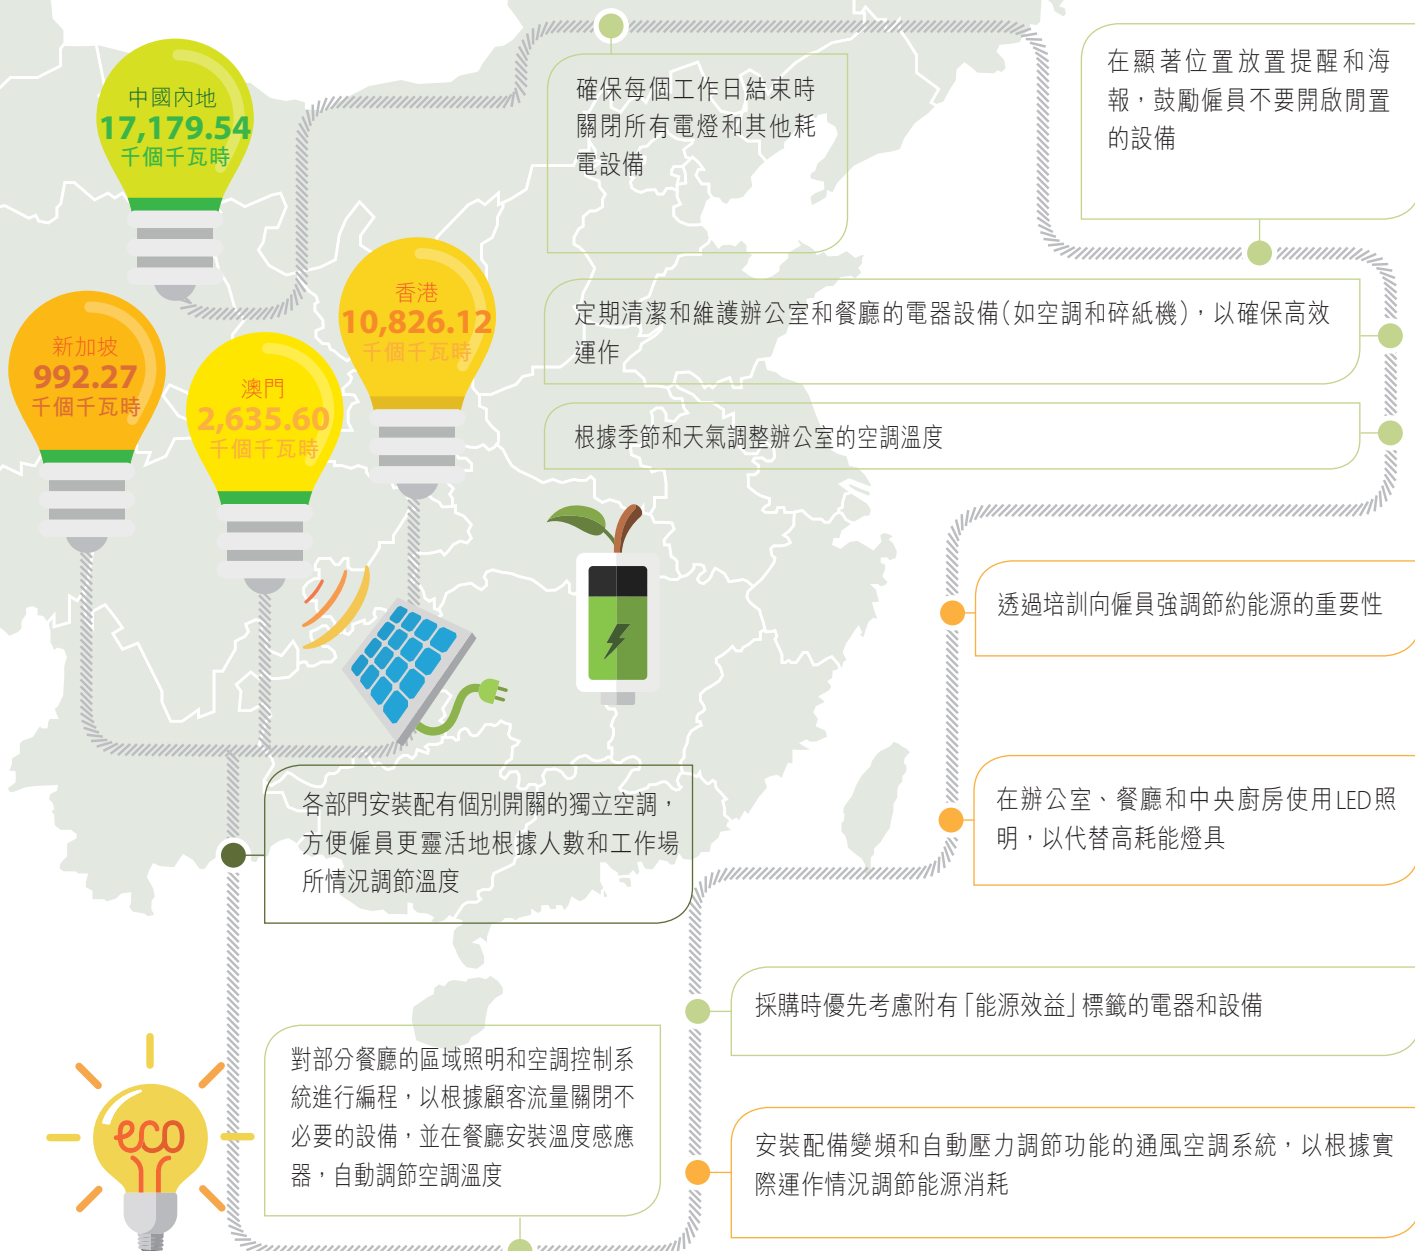 中國內地
17,179.54
千個千瓦時
香港
10,826.12
千個千瓦時
新加坡
992.27
千個千瓦時
澳門
2,635.60
千個千瓦時
確保每個工作日結束時
關閉所有電燈和其他耗
電設備
在顯著位置放置提醒和海
報，鼓勵僱員不要開啟閒置
的設備
定期清潔和維護辦公室和餐廳的電器設備（如空調和碎紙機），以確保高效
運作
根據季節和天氣調整辦公室的空調溫度
透過培訓向僱員強調節約能源的重要性
在辦公室、餐廳和中央廚房使用LED照
明，以代替高耗能燈具
各部門安裝配有個別開關的獨立空調，
方便僱員更靈活地根據人數和工作場
所情況調節溫度
採購時優先考慮附有「能源效益」標籤的電器和設備
對部分餐廳的區域照明和空調控制系
統進行編程，以根據顧客流量關閉不
必要的設備，並在餐廳安裝溫度感應
器，自動調節空調溫度
安裝配備變頻和自動壓力調節功能的通風空調系統，以根據實
際運作情況調節能源消耗
eco